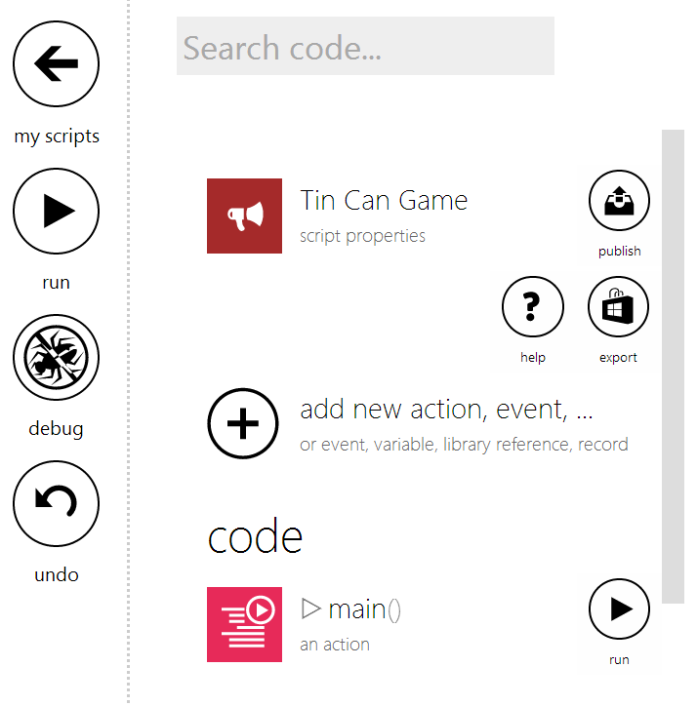 my scripts
run
debug
undo
Search code...
Tin Can Game
script properties
publish
?
help
export
add new action, event, ...
or event, variable, library reference, record
code
main()
an action
run